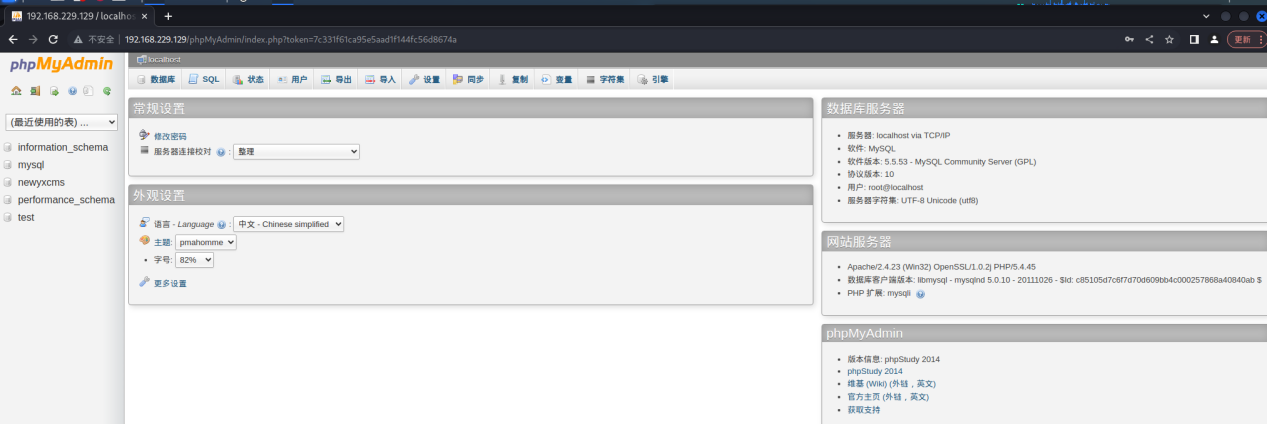 192.168.229.129 / localhos
更新
不安全 192.168.229.129/phpMyAdmin/index.php?token=7c331f61ca95e5aad1f144fc56d8674a
phpMyAdmin
(最近使用的表) ...
information_schema
mysql
newyxcms
performance_schema
test
localhost
数据库 SQL 状态 用户 导出 导入 设置 同步 复制 变量 字符集 引擎
常规设置
修改密码
服务器连接校对 : 整理
外观设置
语言 - Language : 中文 - Chinese simplified
主题: pmahomme
字号: 82%
更多设置
数据库服务器
服务器: localhost via TCP/IP
软件: MySQL
软件版本: 5.5.53 - MySQL Community Server (GPL)
协议版本: 10
用户: root@localhost
服务器字符集: UTF-8 Unicode (utf8)
网站服务器
Apache/2.4.23 (Win32) OpenSSL/1.0.2j PHP/5.4.45
数据库客户端版本: libmysql - mysqlnd 5.0.10 - 20111026 - $Id: c85105d7c6f7d70d609bb4c000257868a40840ab $
PHP 扩展: mysqli
phpMyAdmin
版本信息: phpStudy 2014
phpStudy 2014
维基 (Wiki) (外链，英文)
官方主页 (外链，英文)
获取支持